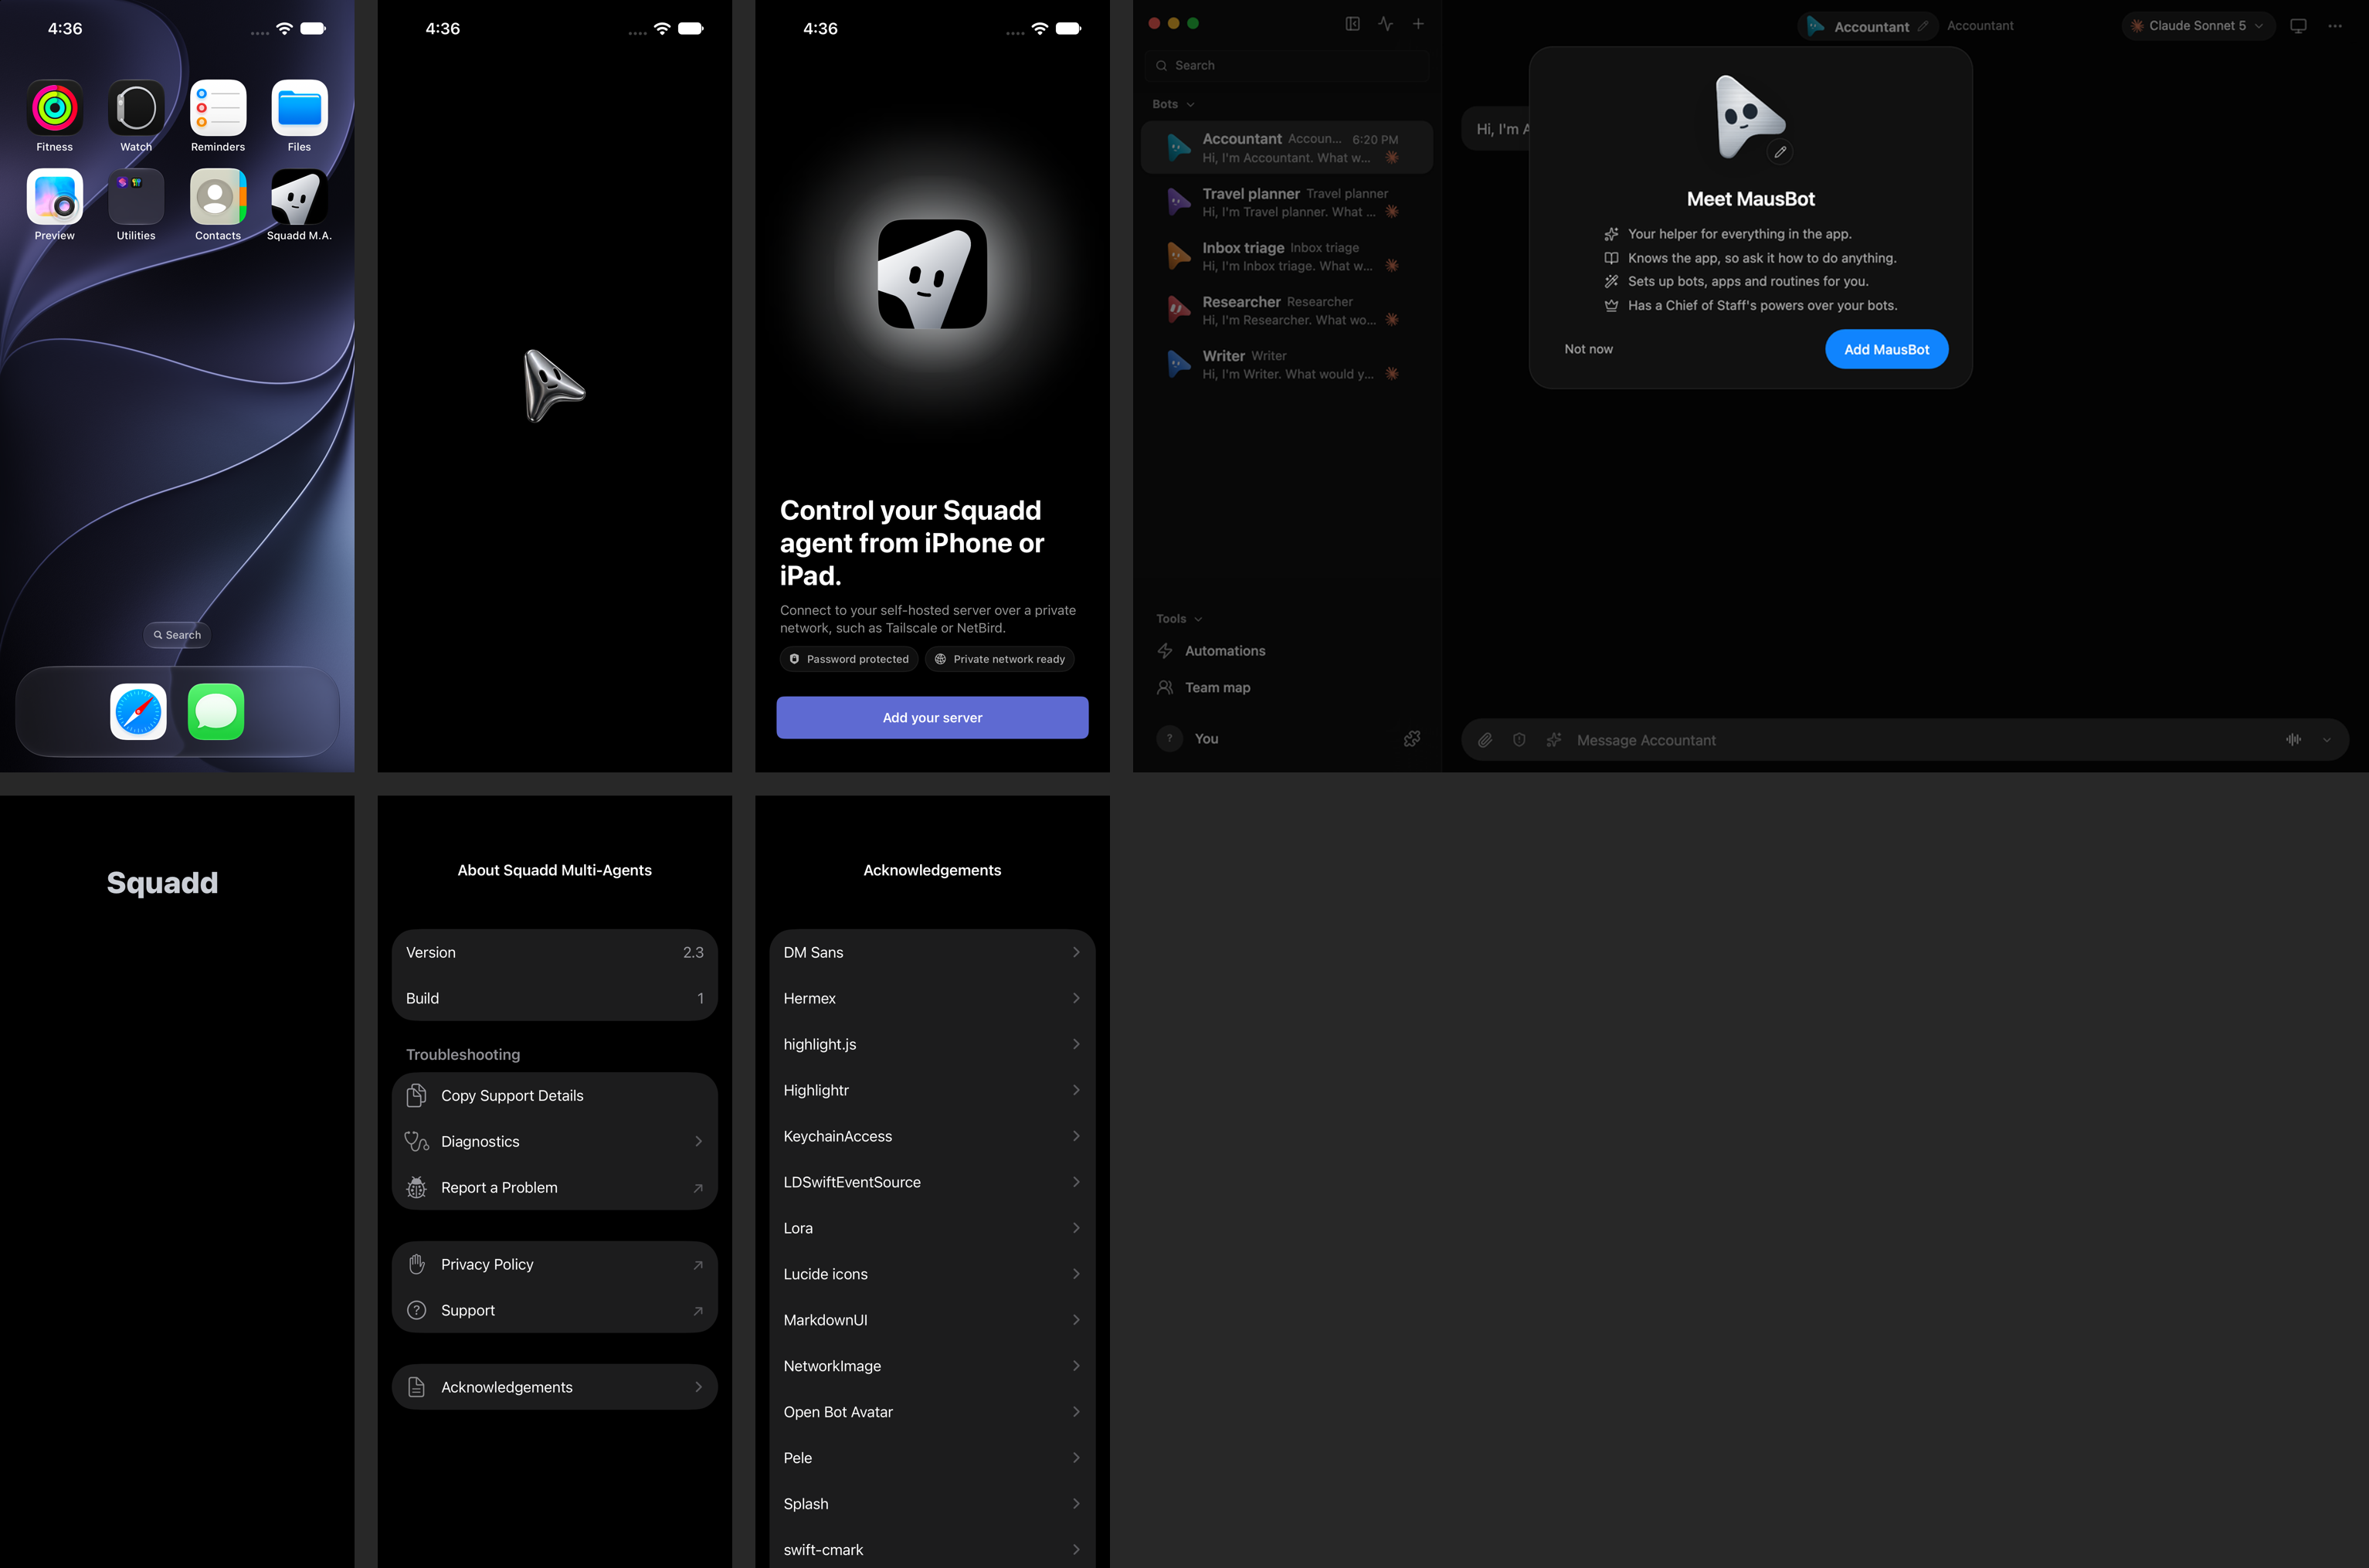 4:36
Fitness
Watch
Reminders
Files
Preview
Utilities
Contacts
Squadd M.A.
Search
4:36
4:36
Control your Squadd
agent from iPhone or
iPad.
Connect to your self-hosted server over a private
network, such as Tailscale or NetBird.
Password protected
Private network ready
Add your server
Search
Bots
Accountant Accoun... 6:20 PM
Hi, I'm Accountant. What w...
Travel planner Travel planner
Hi, I'm Travel planner. What ...
Inbox triage Inbox triage
Hi, I'm Inbox triage. What w...
Researcher Researcher
Hi, I'm Researcher. What wo...
Writer Writer
Hi, I'm Writer. What would y...
Tools
Automations
Team map
? You
Accountant Accountant
Claude Sonnet 5
Hi, I'm A
Meet MausBot
Your helper for everything in the app.
Knows the app, so ask it how to do anything.
Sets up bots, apps and routines for you.
Has a Chief of Staff's powers over your bots.
Not now
Add MausBot
Message Accountant
Squadd
About Squadd Multi-Agents
Version 2.3
Build 1
Troubleshooting
Copy Support Details
Diagnostics
Report a Problem
Privacy Policy
? Support
Acknowledgements
Acknowledgements
DM Sans
Hermex
highlight.js
Highlightr
KeychainAccess
LDSwiftEventSource
Lora
Lucide icons
MarkdownUI
NetworkImage
Open Bot Avatar
Pele
Splash
swift-cmark